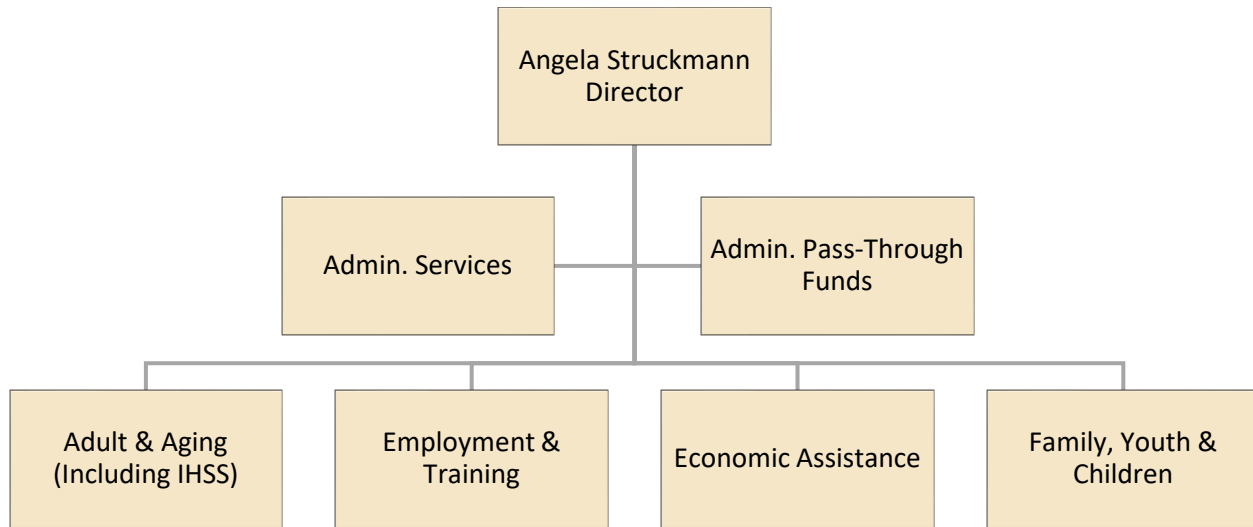 Angela Struckmann
Director
Admin. Services
Admin. Pass-Through
Funds
Adult & Aging
(Including IHSS)
Employment &
Training
Economic Assistance
Family, Youth &
Children